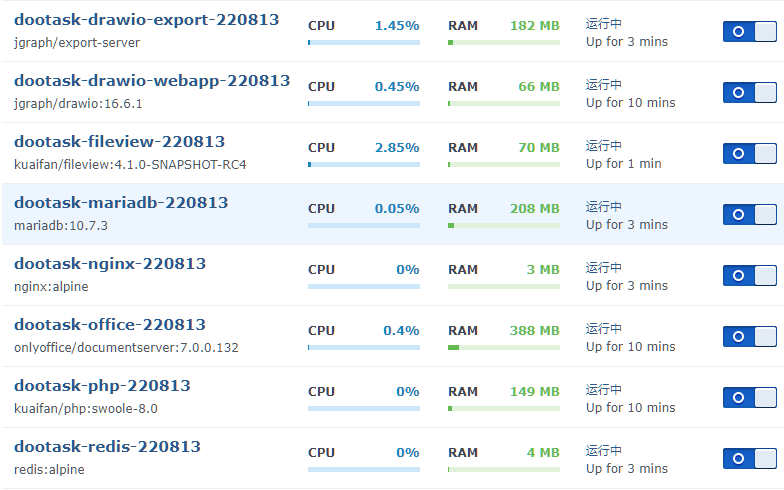 dootask-drawio-export-220813 CPU 1.45% RAM 182 MB 运行中
jgraph/export-server Up for 3 mins
dootask-drawio-webapp-220813 CPU 0.45% RAM 66 MB 运行中
jgraph/drawio:16.6.1 Up for 10 mins
dootask-fileview-220813 CPU 2.85% RAM 70 MB 运行中
kuaifan/fileview:4.1.0-SNAPSHOT-RC4 Up for 1 min
dootask-mariadb-220813 CPU 0.05% RAM 208 MB 运行中
mariadb:10.7.3 Up for 3 mins
dootask-nginx-220813 CPU 0% RAM 3 MB 运行中
nginx:alpine Up for 3 mins
dootask-office-220813 CPU 0.4% RAM 388 MB 运行中
onlyoffice/documentserver:7.0.0.132 Up for 10 mins
dootask-php-220813 CPU 0% RAM 149 MB 运行中
kuaifan/php:swoole-8.0 Up for 10 mins
dootask-redis-220813 CPU 0% RAM 4 MB 运行中
redis:alpine Up for 3 mins